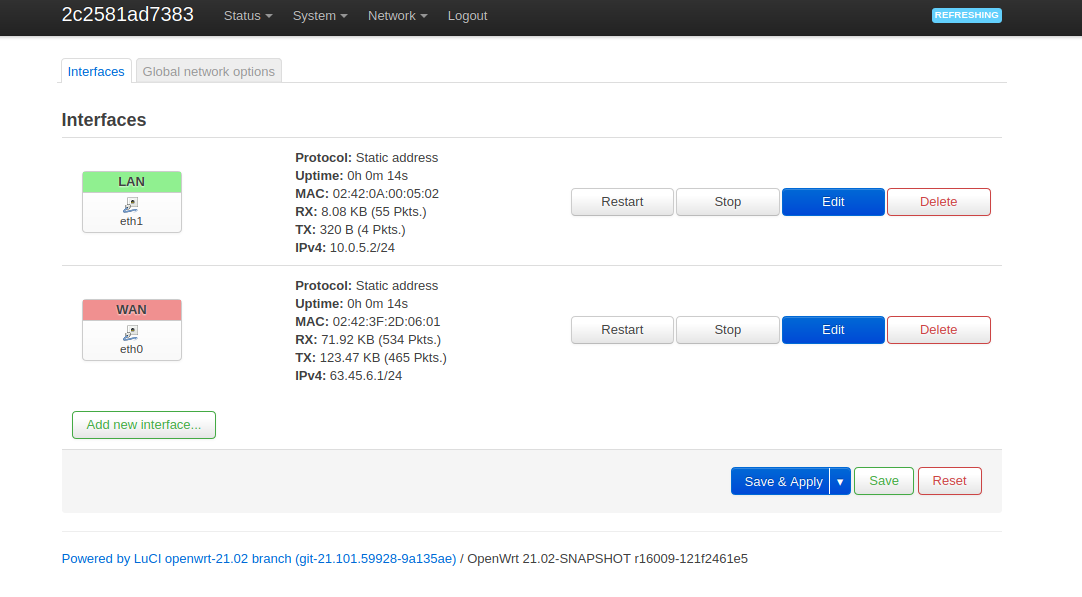 2c2581ad7383 Status System Network Logout REFRESHING
Interfaces Global network options
Interfaces
LAN
eth1
Protocol: Static address
Uptime: 0h 0m 14s
MAC: 02:42:0A:00:05:02
RX: 8.08 KB (55 Pkts.)
TX: 320 B (4 Pkts.)
IPv4: 10.0.5.2/24
Restart Stop Edit Delete
WAN
eth0
Protocol: Static address
Uptime: 0h 0m 14s
MAC: 02:42:3F:2D:06:01
RX: 71.92 KB (534 Pkts.)
TX: 123.47 KB (465 Pkts.)
IPv4: 63.45.6.1/24
Restart Stop Edit Delete
Add new interface...
Save & Apply Save Reset
Powered by LuCI openwrt-21.02 branch (git-21.101.59928-9a135ae) / OpenWrt 21.02-SNAPSHOT r16009-121f2461e5